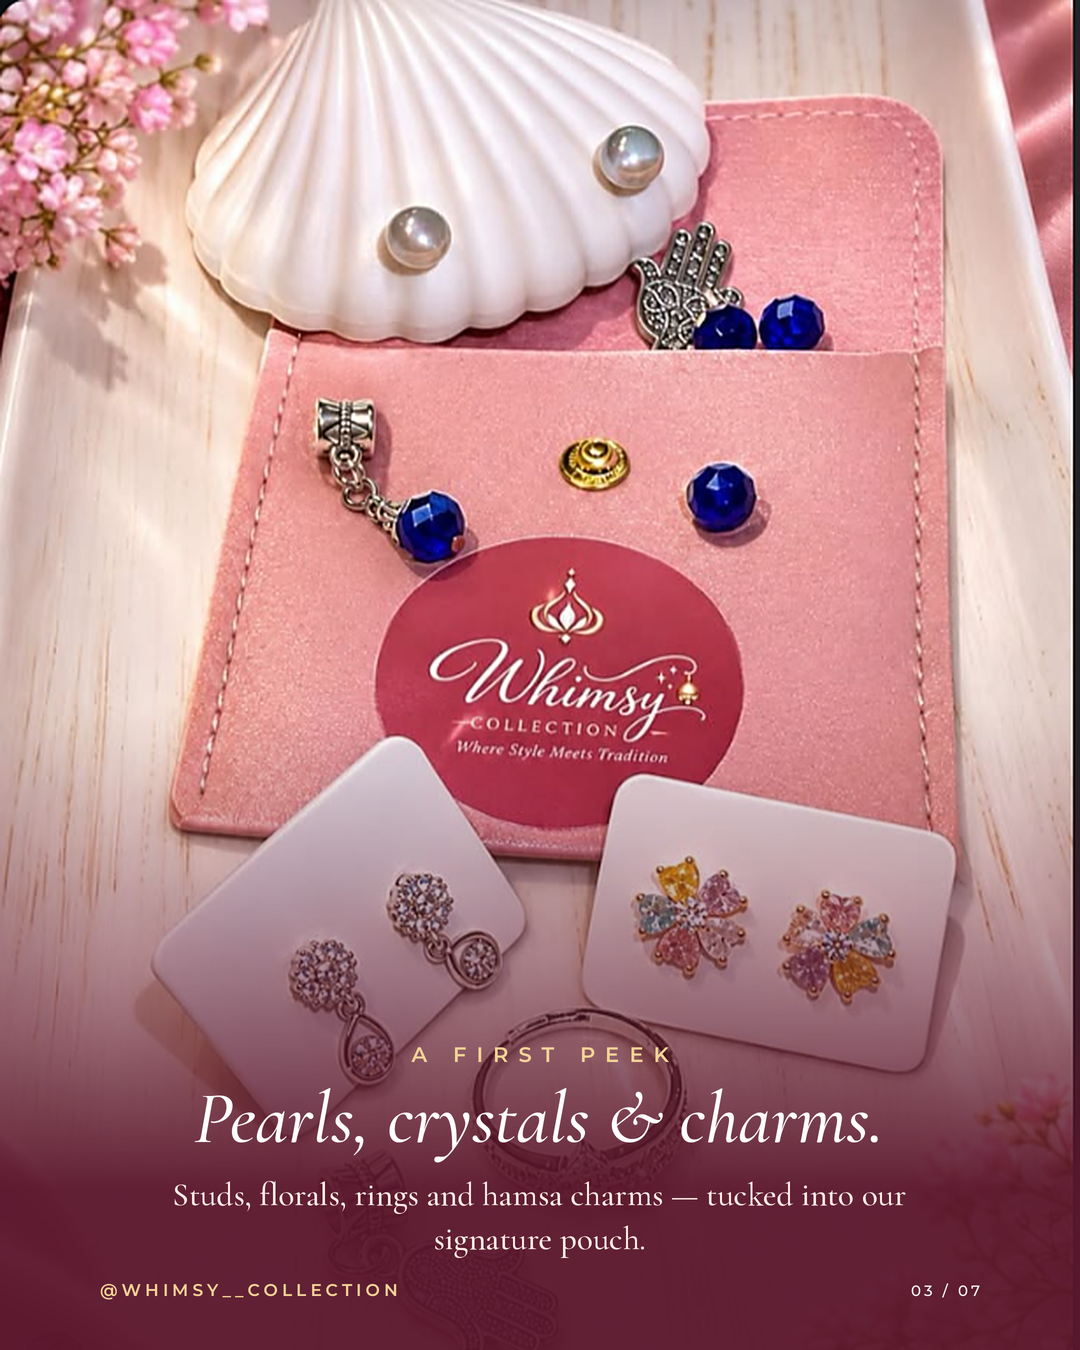 Whimsy
COLLECTION
Where Style Meets Tradition
A FIRST PEEK
Pearls, crystals & charms.
Studs, florals, rings and hamsa charms — tucked into our
signature pouch.
@WHIMSY__COLLECTION
03 / 07